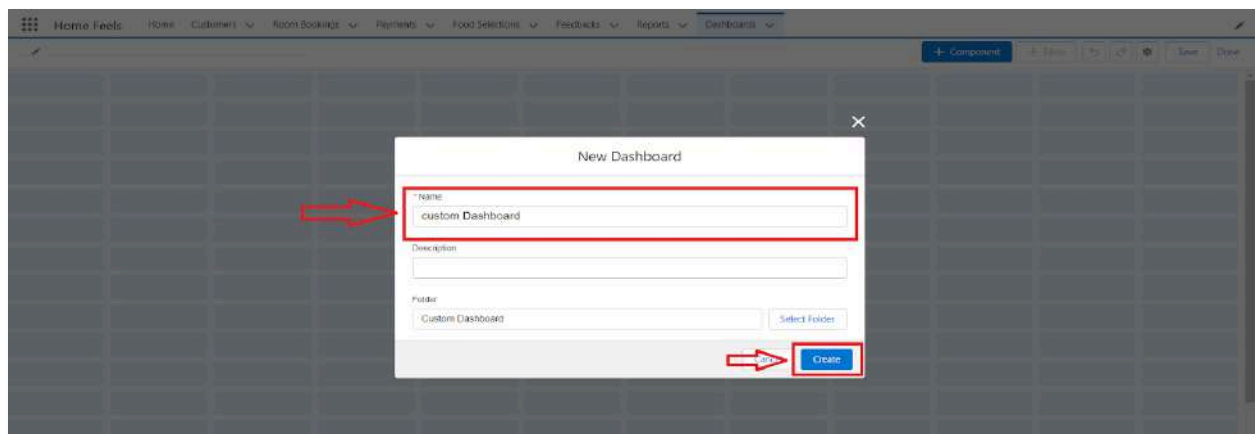 Home Feels Home Customers Room Bookings Payments Food Selections Feedbacks Reports Dashboards
+ Component + Filter Save Done
New Dashboard
* Name
custom Dashboard
Description
Folder
Custom Dashboard Select Folder
Create